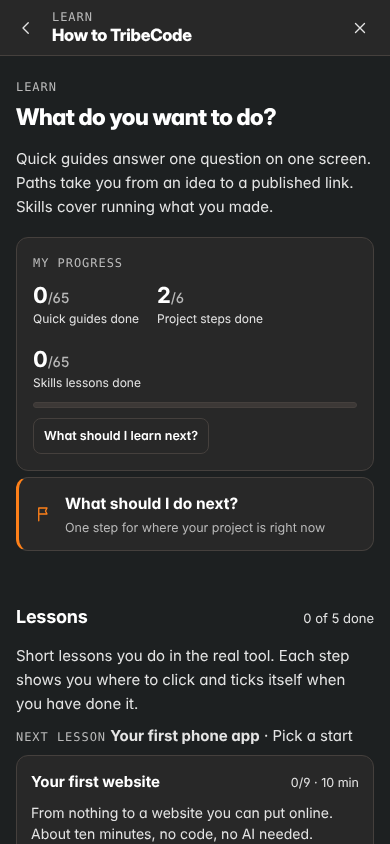 LEARN
How to TribeCode
LEARN
What do you want to do?
Quick guides answer one question on one screen.
Paths take you from an idea to a published link.
Skills cover running what you made.
MY PROGRESS
0/65
2/6
Quick guides done
Project steps done
0/65
Skills lessons done
What should I learn next?
What should I do next?
One step for where your project is right now
Lessons
0 of 5 done
Short lessons you do in the real tool. Each step
shows you where to click and ticks itself when
you have done it.
NEXT LESSON Your first phone app · Pick a start
Your first website
0/9 · 10 min
From nothing to a website you can put online.
About ten minutes, no code, no AI needed.